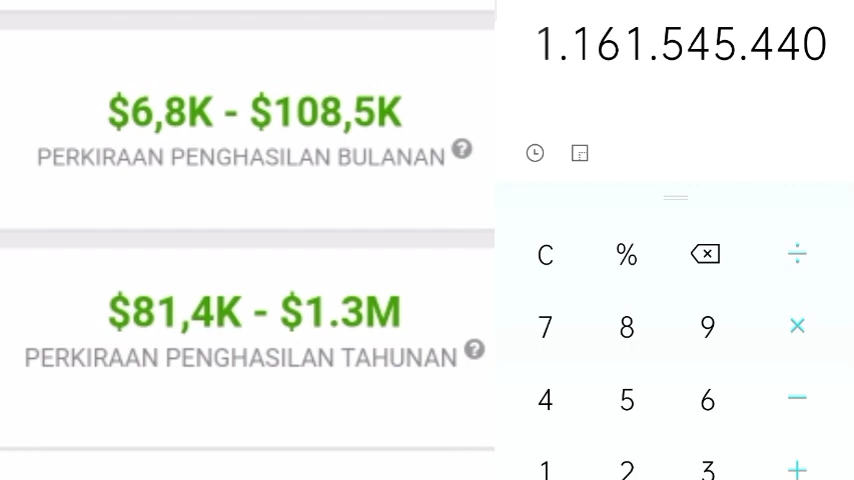 $6,8K - $108,5K
PERKIRAAN PENGHASILAN BULANAN ?
$81,4K - $1.3M
PERKIRAAN PENGHASILAN TAHUNAN ?
1.161.545.440
C % ÷
7 8 9 ×
4 5 6 −
1 2 3 +